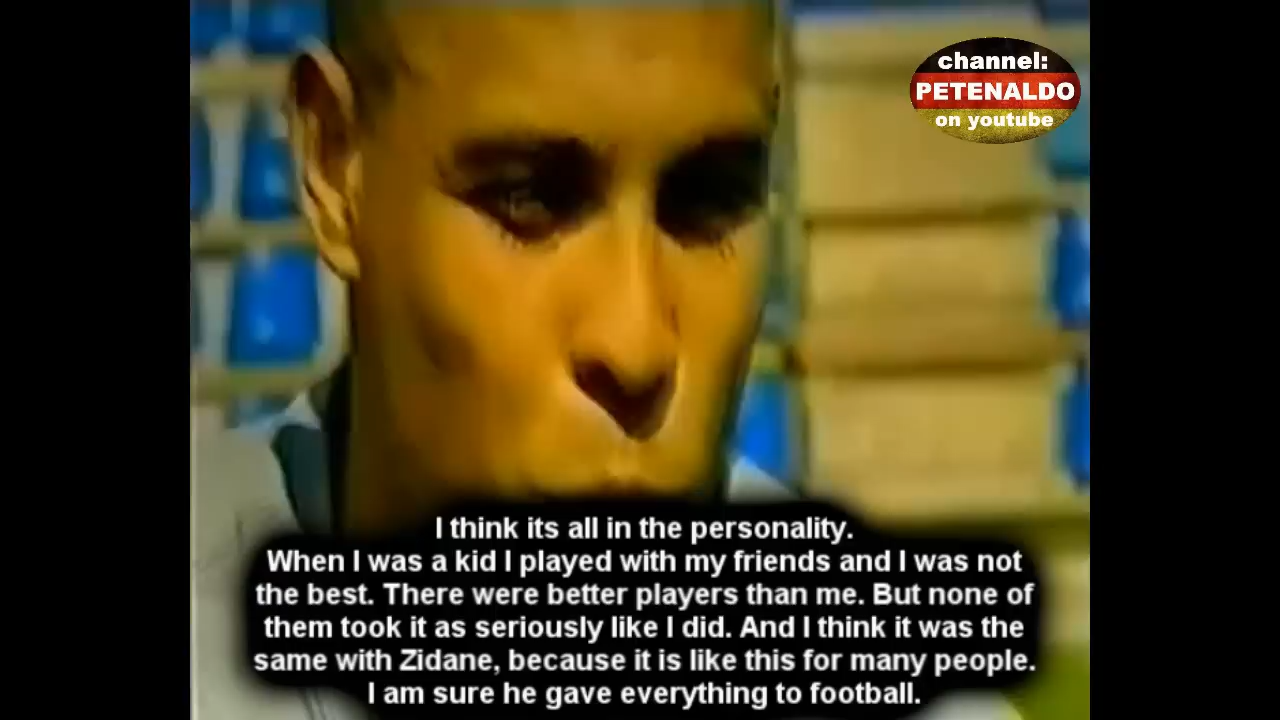 channel:
PETENALDO
on youtube
I think its all in the personality.
When I was a kid I played with my friends and I was not
the best. There were better players than me. But none of
them took it as seriously like I did. And I think it was the
same with Zidane, because it is like this for many people.
I am sure he gave everything to football.